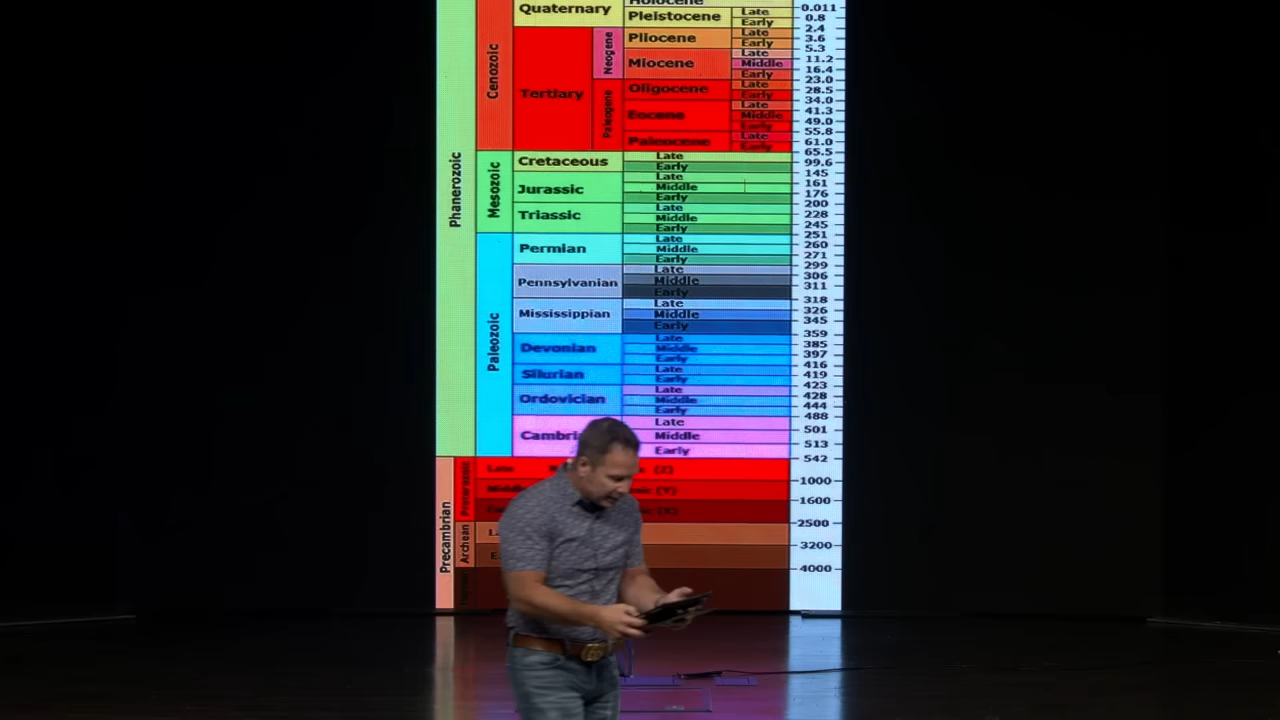 Holocene
0.011
Quaternary
Pleistocene
Late
0.8
Early
2.4
Pliocene
Late
3.6
Early
5.3
Neogene
Miocene
Late
11.2
Middle
16.4
Early
23.0
Cenozoic
Tertiary
Paleogene
Oligocene
Late
28.5
Early
34.0
Eocene
Late
41.3
Middle
49.0
Early
55.8
Paleocene
Late
61.0
Early
65.5
Phanerozoic
Mesozoic
Cretaceous
Late
99.6
Early
145
Jurassic
Late
161
Middle
176
Early
200
Triassic
Late
228
Middle
245
Early
251
Paleozoic
Permian
Late
260
Middle
271
Early
299
Pennsylvanian
Late
306
Middle
311
Early
318
Mississippian
Late
326
Middle
345
Early
359
Devonian
Late
385
Middle
397
Early
416
Silurian
Late
419
Early
423
Ordovician
Late
428
Middle
444
Early
488
Late
501
Middle
513
Early
542
Precambrian
Proterozoic
Late
(Z)
1000
Middle
(Y)
1600
(X)
2500
Archean
3200
4000